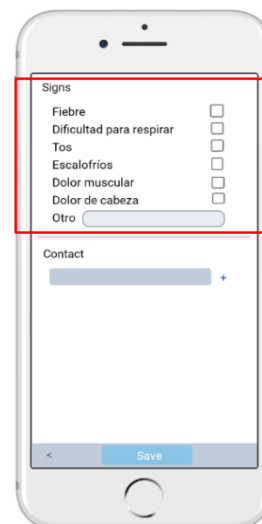 Signs
Fiebre
Dificultad para respirar
Tos
Escalofríos
Dolor muscular
Dolor de cabeza
Otro
Contact
+
< Save